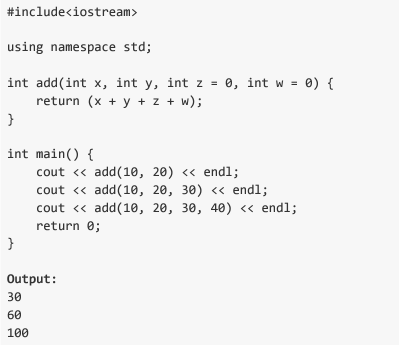 #include<iostream>
using namespace std;
int add(int x, int y, int z = 0, int w = 0) {
    return (x + y + z + w);
}
int main() {
    cout << add(10, 20) << endl;
    cout << add(10, 20, 30) << endl;
    cout << add(10, 20, 30, 40) << endl;
    return 0;
}
Output:
30
60
100